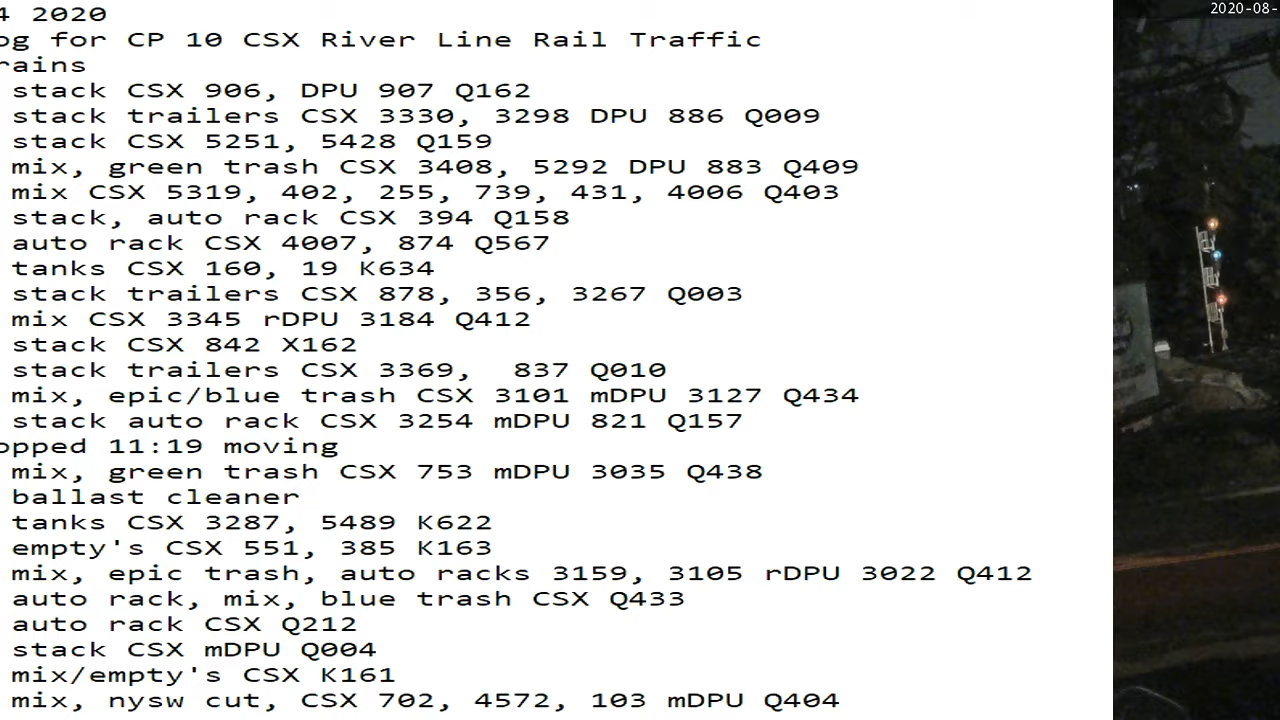 4 2020
og for CP 10 CSX River Line Rail Traffic
rains
stack CSX 906, DPU 907 Q162
stack trailers CSX 3330, 3298 DPU 886 Q009
stack CSX 5251, 5428 Q159
mix, green trash CSX 3408, 5292 DPU 883 Q409
mix CSX 5319, 402, 255, 739, 431, 4006 Q403
stack, auto rack CSX 394 Q158
auto rack CSX 4007, 874 Q567
tanks CSX 160, 19 K634
stack trailers CSX 878, 356, 3267 Q003
mix CSX 3345 rDPU 3184 Q412
stack CSX 842 X162
stack trailers CSX 3369, 837 Q010
mix, epic/blue trash CSX 3101 mDPU 3127 Q434
stack auto rack CSX 3254 mDPU 821 Q157
opped 11:19 moving
mix, green trash CSX 753 mDPU 3035 Q438
ballast cleaner
tanks CSX 3287, 5489 K622
empty's CSX 551, 385 K163
mix, epic trash, auto racks 3159, 3105 rDPU 3022 Q412
auto rack, mix, blue trash CSX Q433
auto rack CSX Q212
stack CSX mDPU Q004
mix/empty's CSX K161
mix, nysw cut, CSX 702, 4572, 103 mDPU Q404
2020-08-